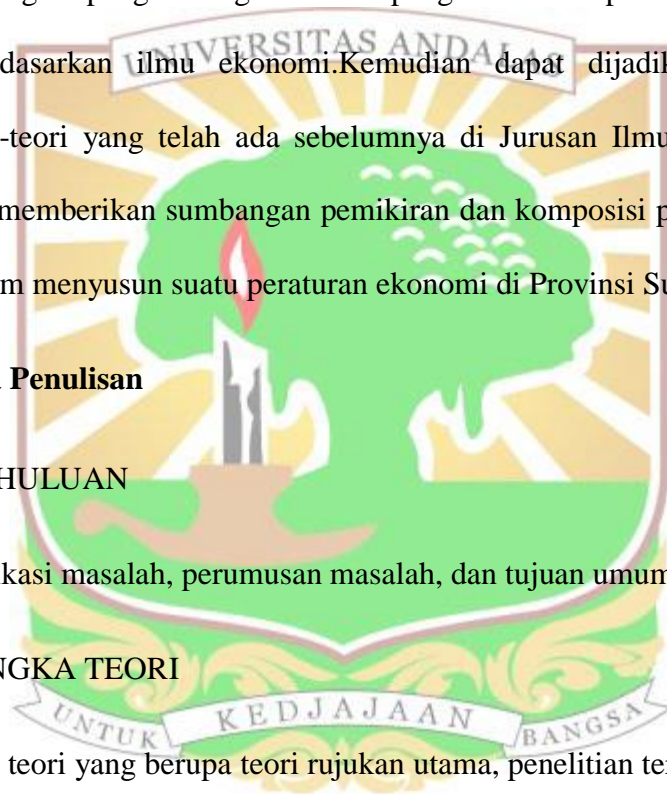 UNIVERSITAS ANDALAS
dasarkan ilmu ekonomi.Kemudian dapat dijadik
-teori yang telah ada sebelumnya di Jurusan Ilmu
memberikan sumbangan pemikiran dan komposisi p
m menyusun suatu peraturan ekonomi di Provinsi Su
Penulisan
HULUAN
kasi masalah, perumusan masalah, dan tujuan umum
NGKA TEORI
UNTUK KEDJAJAAN BANGSA
teori yang berupa teori rujukan utama, penelitian te